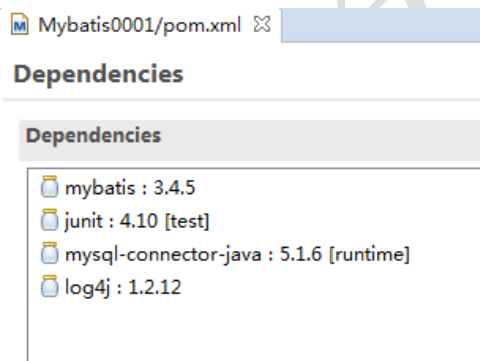 Mybatis0001/pom.xml
Dependencies
Dependencies
mybatis : 3.4.5
junit : 4.10 [test]
mysql-connector-java : 5.1.6 [runtime]
log4j : 1.2.12